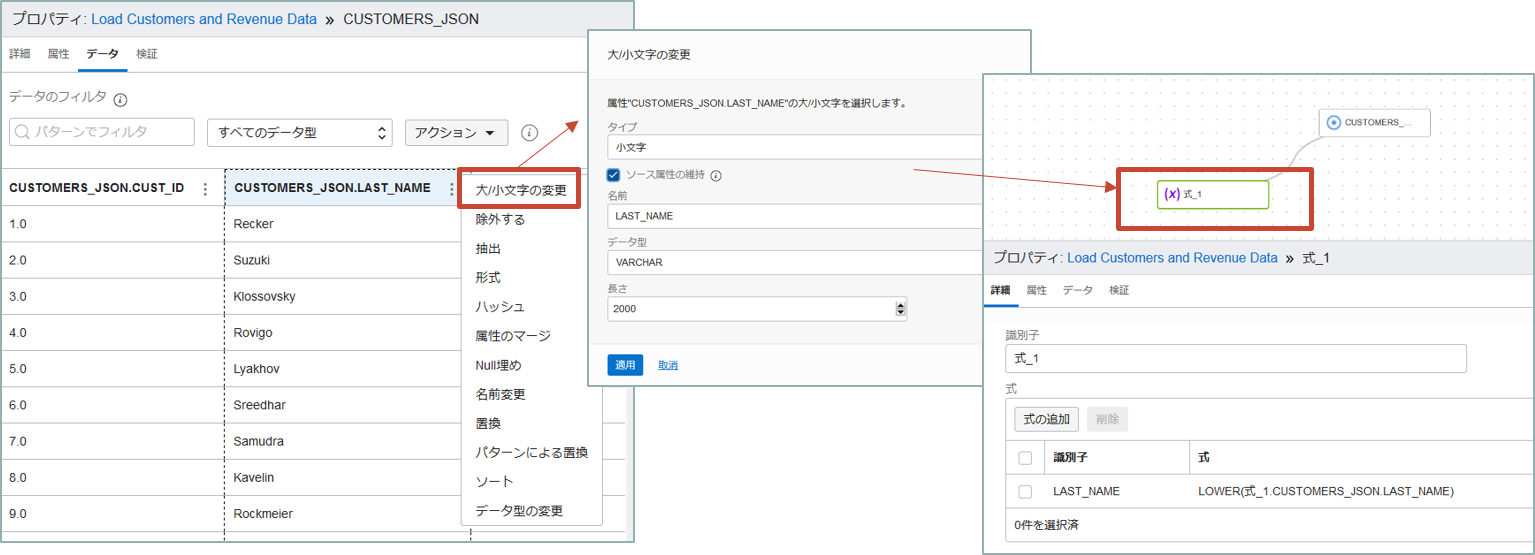 プロパティ: Load Customers and Revenue Data » CUSTOMERS_JSON
詳細 属性 データ 検証
データのフィルタ
パターンでフィルタ すべてのデータ型 アクション
CUSTOMERS_JSON.CUST_ID CUSTOMERS_JSON.LAST_NAME
1.0 Recker
2.0 Suzuki
3.0 Klossovsky
4.0 Rovigo
5.0 Lyakhov
6.0 Sreedhar
7.0 Samudra
8.0 Kavelin
9.0 Rockmeier
大/小文字の変更
除外する
抽出
形式
ハッシュ
属性のマージ
Null埋め
名前変更
置換
パターンによる置換
ソート
データ型の変更
大/小文字の変更
属性"CUSTOMERS_JSON.LAST_NAME"の大/小文字を選択します。
タイプ
小文字
ソース属性の維持
名前
LAST_NAME
データ型
VARCHAR
長さ
2000
適用 取消
CUSTOMERS_...
(x) 式_1
プロパティ: Load Customers and Revenue Data » 式_1
詳細 属性 データ 検証
識別子
式_1
式
式の追加 削除
識別子 式
LAST_NAME LOWER(式_1.CUSTOMERS_JSON.LAST_NAME)
0件を選択済